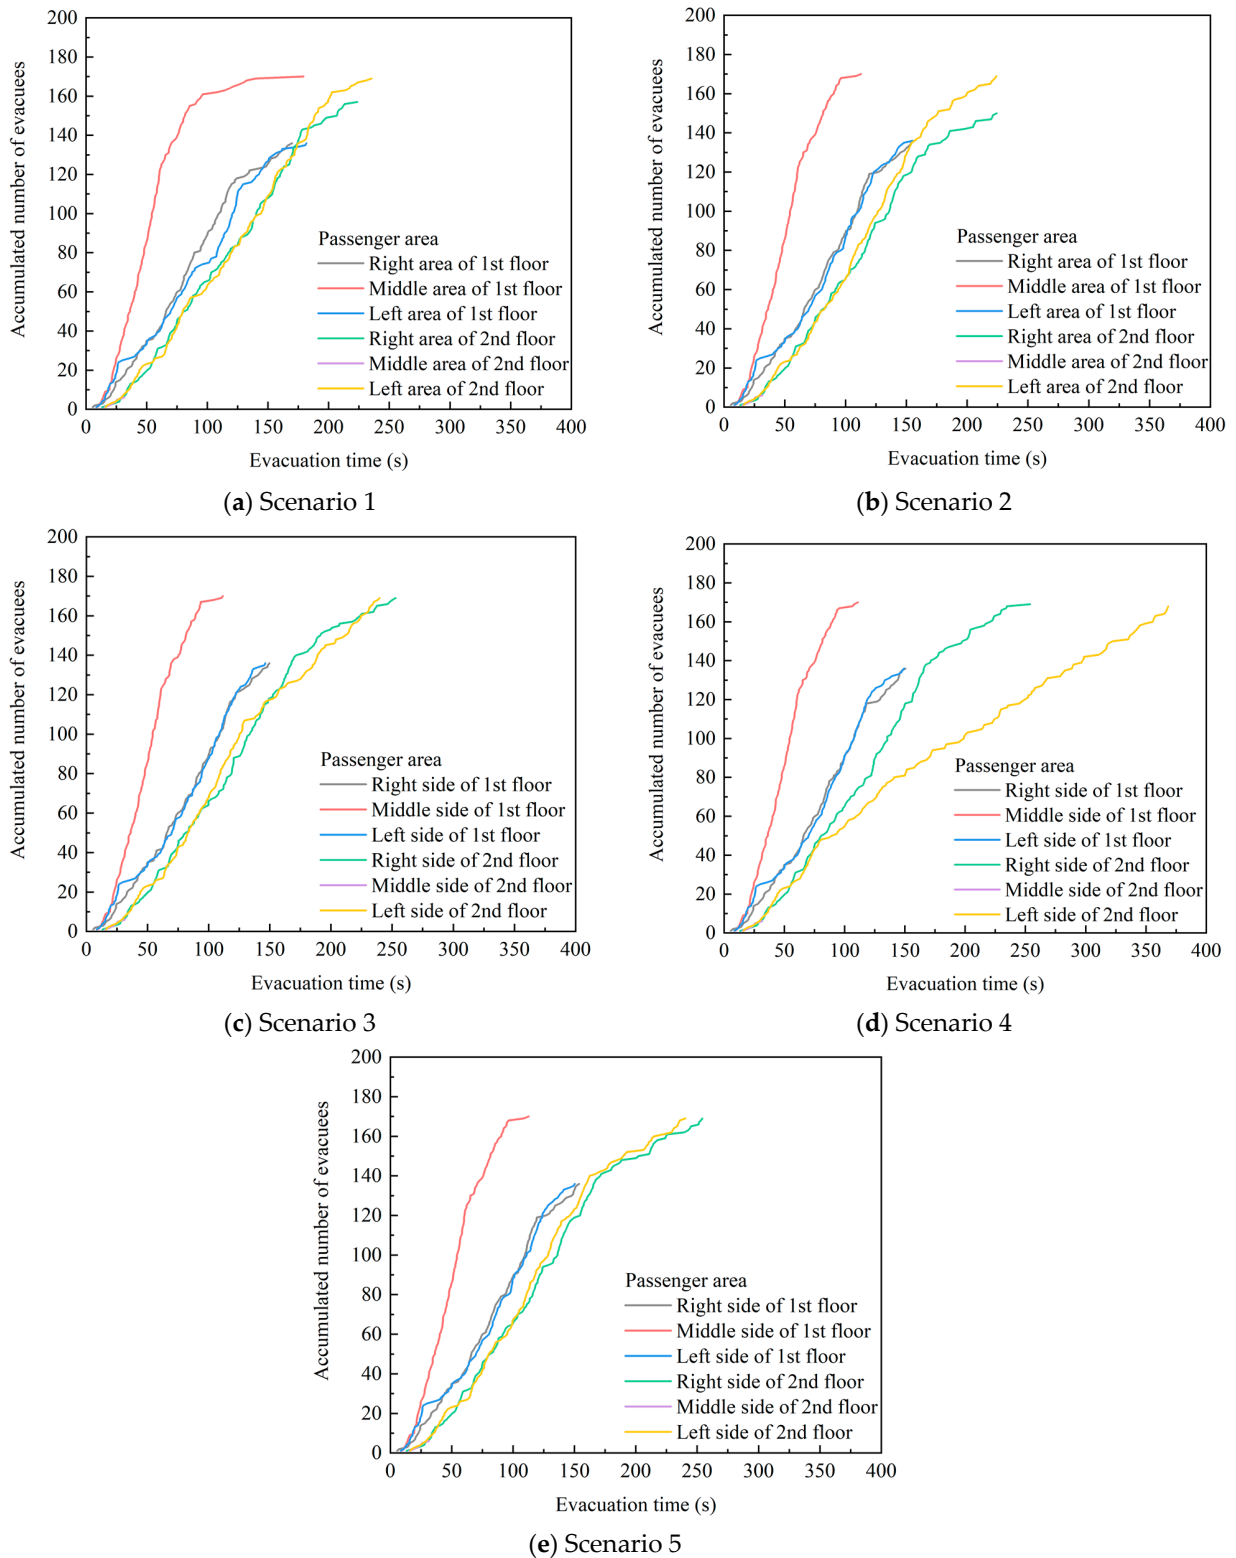 200
180
160
140
120
100
80
60
40
20
0
Accumulated number of evacuees
Passenger area
Right area of 1st floor
Middle area of 1st floor
Left area of 1st floor
Right area of 2nd floor
Middle area of 2nd floor
Left area of 2nd floor
0 50 100 150 200 250 300 350 400
Evacuation time (s)
(a) Scenario 1
200
180
160
140
120
100
80
60
40
20
0
Accumulated number of evacuees
Passenger area
Right area of 1st floor
Middle area of 1st floor
Left area of 1st floor
Right area of 2nd floor
Middle area of 2nd floor
Left area of 2nd floor
0 50 100 150 200 250 300 350 400
Evacuation time (s)
(b) Scenario 2
200
180
160
140
120
100
80
60
40
20
0
Accumulated number of evacuees
Passenger area
Right side of 1st floor
Middle side of 1st floor
Left side of 1st floor
Right side of 2nd floor
Middle side of 2nd floor
Left side of 2nd floor
0 50 100 150 200 250 300 350 400
Evacuation time (s)
(c) Scenario 3
200
180
160
140
120
100
80
60
40
20
0
Accumulated number of evacuees
Passenger area
Right side of 1st floor
Middle side of 1st floor
Left side of 1st floor
Right side of 2nd floor
Middle side of 2nd floor
Left side of 2nd floor
0 50 100 150 200 250 300 350 400
Evacuation time (s)
(d) Scenario 4
200
180
160
140
120
100
80
60
40
20
0
Accumulated number of evacuees
Passenger area
Right side of 1st floor
Middle side of 1st floor
Left side of 1st floor
Right side of 2nd floor
Middle side of 2nd floor
Left side of 2nd floor
0 50 100 150 200 250 300 350 400
Evacuation time (s)
(e) Scenario 5